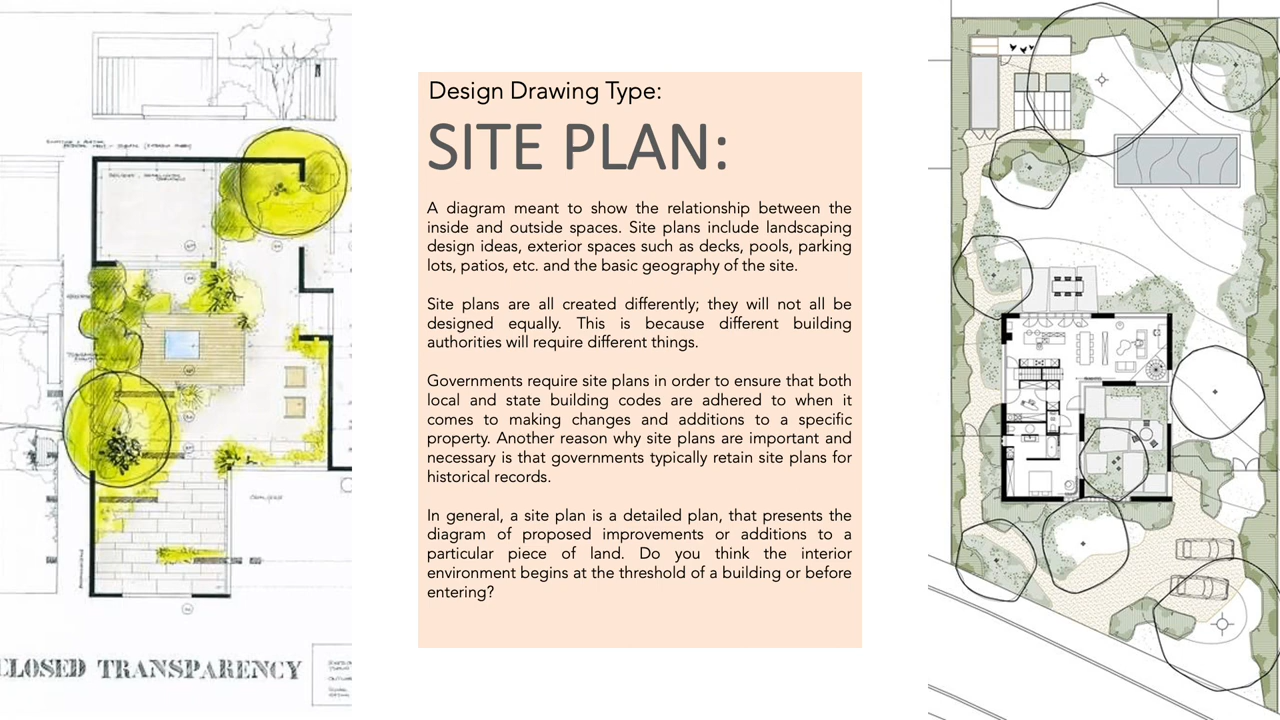 Design Drawing Type:
SITE PLAN:
A diagram meant to show the relationship between the
inside and outside spaces. Site plans include landscaping
design ideas, exterior spaces such as decks, pools, parking
lots, patios, etc. and the basic geography of the site.
Site plans are all created differently; they will not all be
designed equally. This is because different building
authorities will require different things.
Governments require site plans in order to ensure that both
local and state building codes are adhered to when it
comes to making changes and additions to a specific
property. Another reason why site plans are important and
necessary is that governments typically retain site plans for
historical records.
In general, a site plan is a detailed plan, that presents the
diagram of proposed improvements or additions to a
particular piece of land. Do you think the interior
environment begins at the threshold of a building or before
entering?
CLOSED TRANSPARENCY